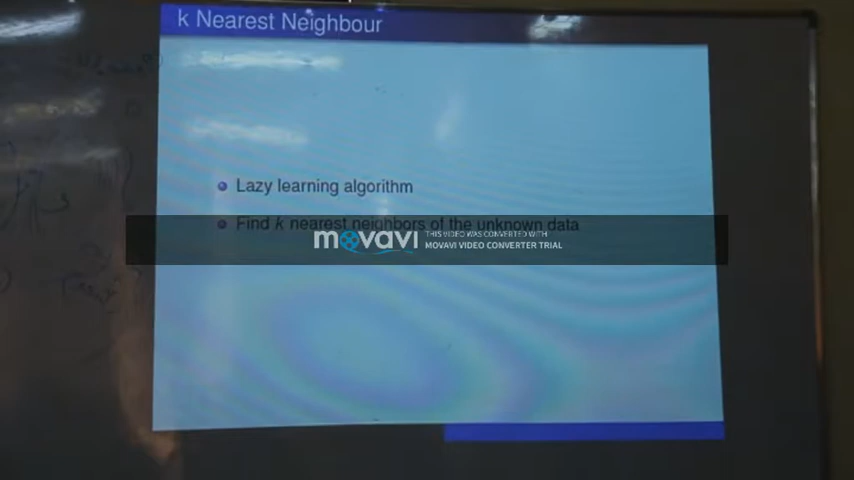 k Nearest Neighbour
Lazy learning algorithm
Find k nearest neighbors of the unknown data
movavi
THIS VIDEO WAS CONVERTED WITH
MOVAVI VIDEO CONVERTER TRIAL